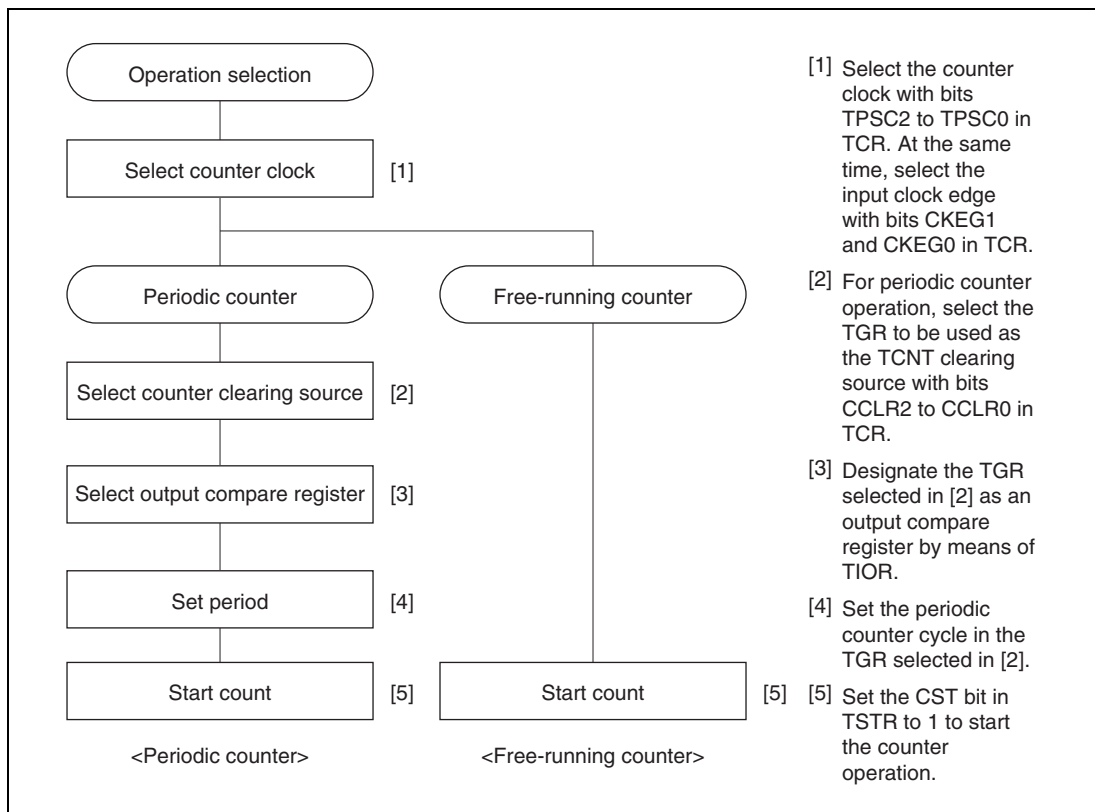 Operation selection
Select counter clock [1]
Periodic counter
Free-running counter
Select counter clearing source [2]
Select output compare register [3]
Set period [4]
Start count [5]
Start count [5]
<Periodic counter>
<Free-running counter>
[1] Select the counter
clock with bits
TPSC2 to TPSC0 in
TCR. At the same
time, select the
input clock edge
with bits CKEG1
and CKEG0 in TCR.
[2] For periodic counter
operation, select the
TGR to be used as
the TCNT clearing
source with bits
CCLR2 to CCLR0 in
TCR.
[3] Designate the TGR
selected in [2] as an
output compare
register by means of
TIOR.
[4] Set the periodic
counter cycle in the
TGR selected in [2].
[5] Set the CST bit in
TSTR to 1 to start
the counter
operation.